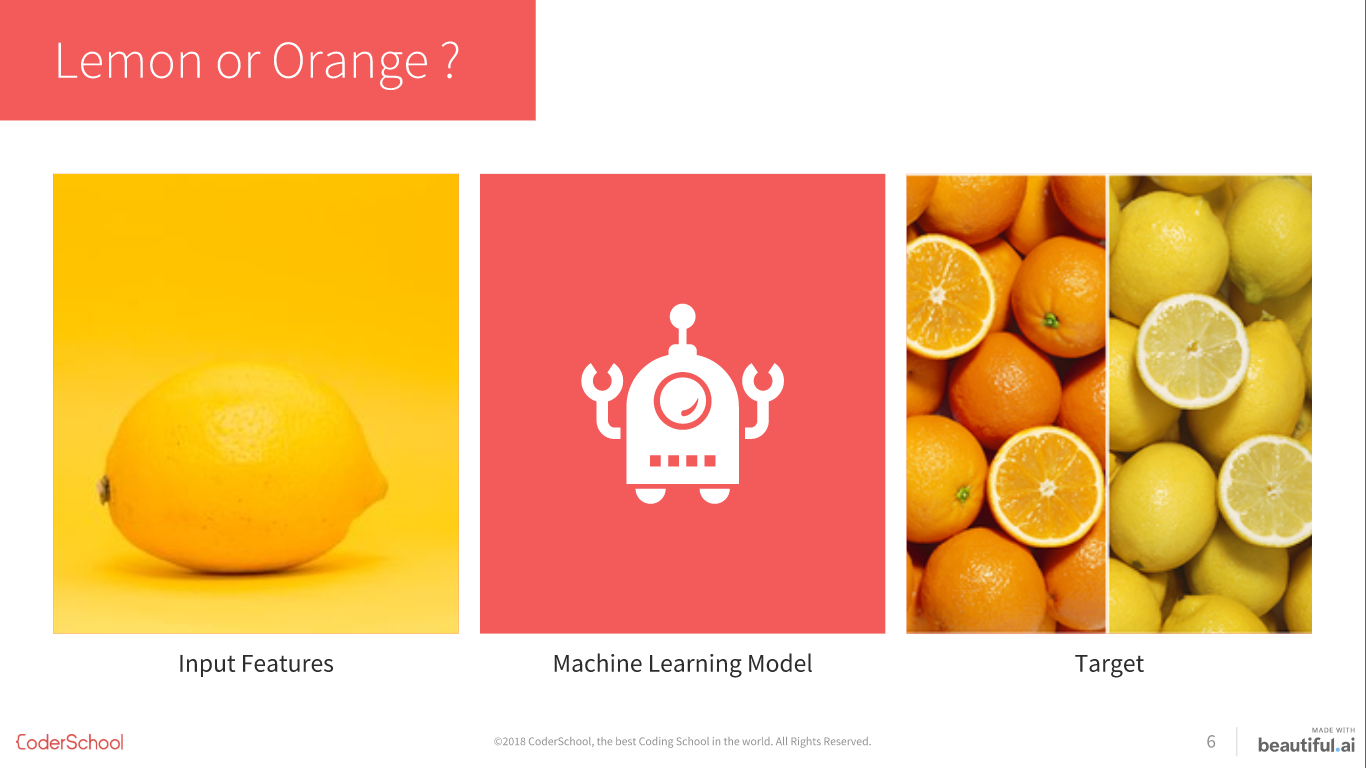 Lemon or Orange ?
Input Features
Machine Learning Model
Target
CoderSchool
©2018 CoderSchool, the best Coding School in the world. All Rights Reserved.
6
MADE WITH
beautiful.ai